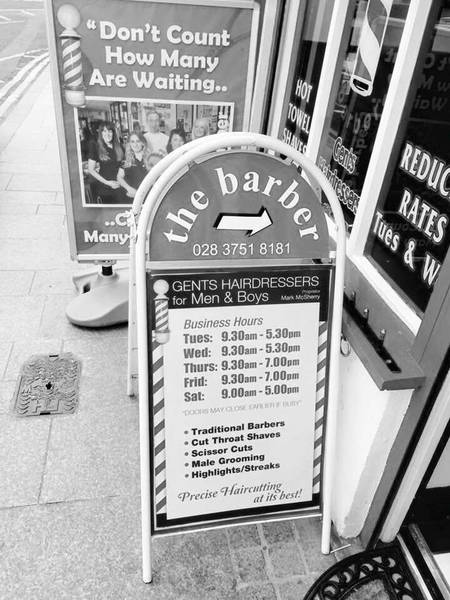 "Don't Count
How Many
Are Waiting..
..C
Many
the barber
028 3751 8181
GENTS HAIRDRESSERS
for Men & Boys
Proprietor
Mark McSherry
Business Hours
Tues: 9.30am - 5.30pm
Wed: 9.30am - 5.30pm
Thurs: 9.30am - 7.00pm
Frid: 9.30am - 7.00pm
Sat: 9.00am - 5.00pm
"DOORS MAY CLOSE EARLIER IF BUSY"
• Traditional Barbers
• Cut Throat Shaves
• Scissor Cuts
• Male Grooming
• Highlights/Streaks
Precise Haircutting
at its best!
HOT
TOWEL
SHAVES
Gents
Hairdressers
REDUC
RATES
Tues & W